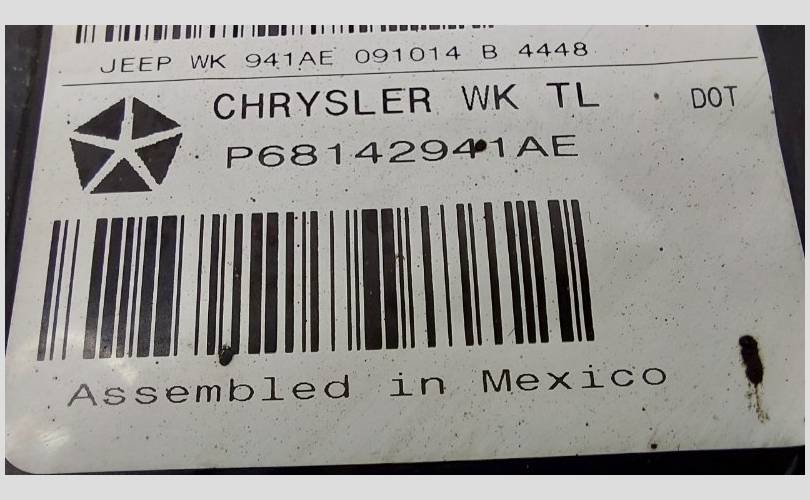 JEEP WK 941AE 091014 B 4448
CHRYSLER WK TL DOT
P68142941AE
Assembled in Mexico